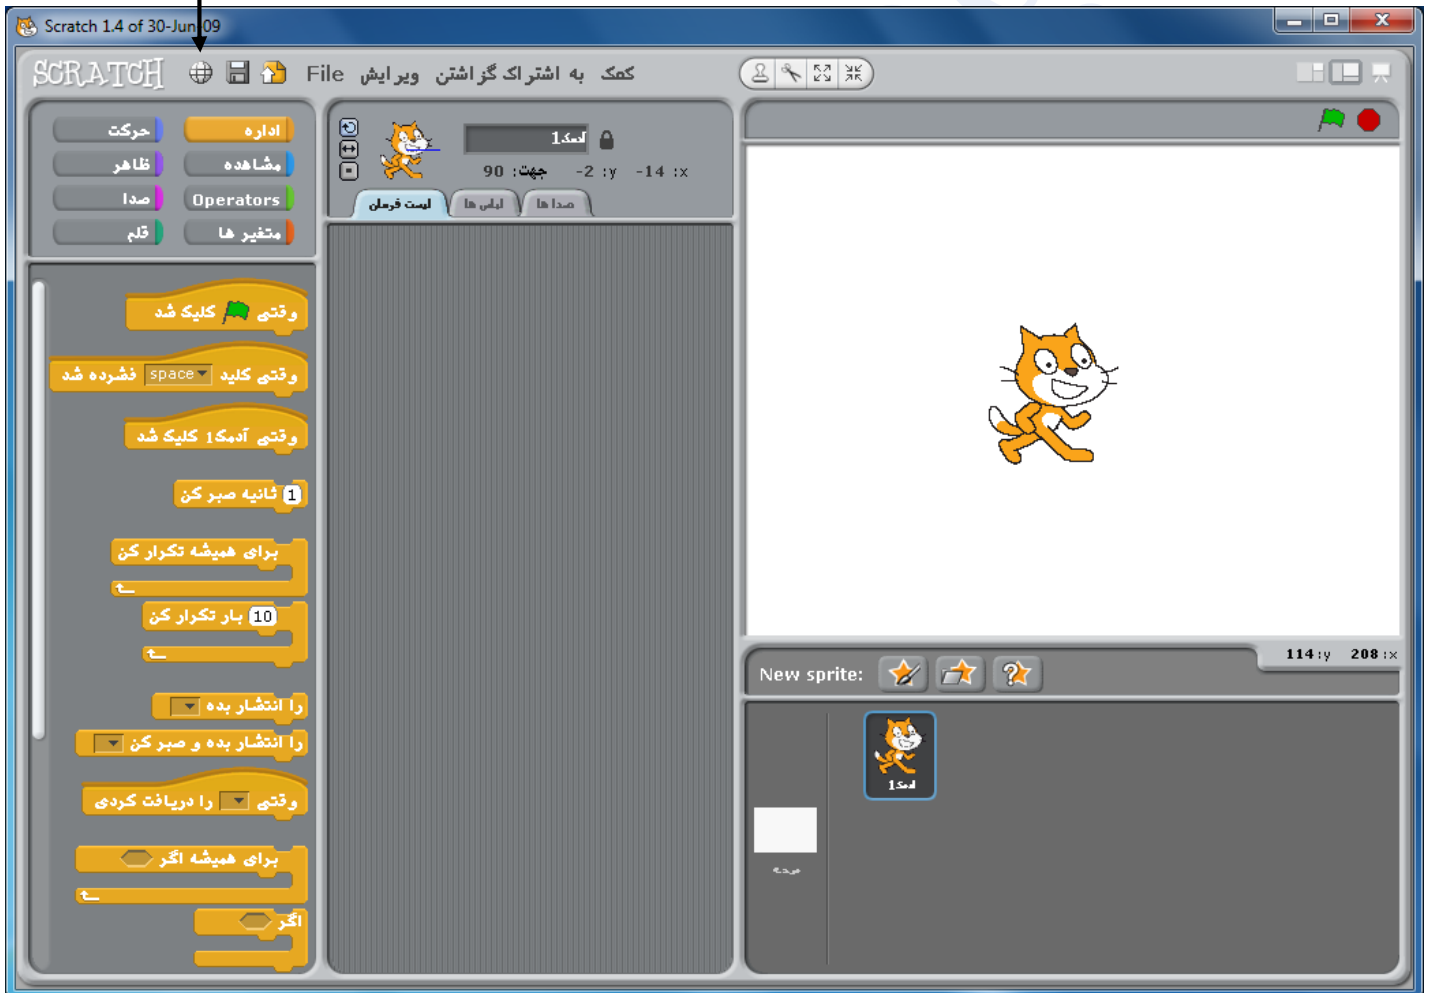 Scratch 1.4 of 30-Jun-09
SCRATCH
File ویرایش به اشتراک گزاشتن کمک
حرکت
اداره
ظاهر
مشاهده
صدا
Operators
قلم
متغیر ها
آدمک1
x: -14 y: -2 جهت: 90
لیست فرمان
لباس ها
صدا ها
وقتی کلیک شد
وقتی کلید space فشرده شد
وقتی آدمک1 کلیک شد
1 ثانیه صبر کن
برای همیشه تکرار کن
10 بار تکرار کن
را انتشار بده
را انتشار بده و صبر کن
وقتی را دریافت کردی
برای همیشه اگر
اگر
x: 208 y: 114
New sprite:
آدمک1